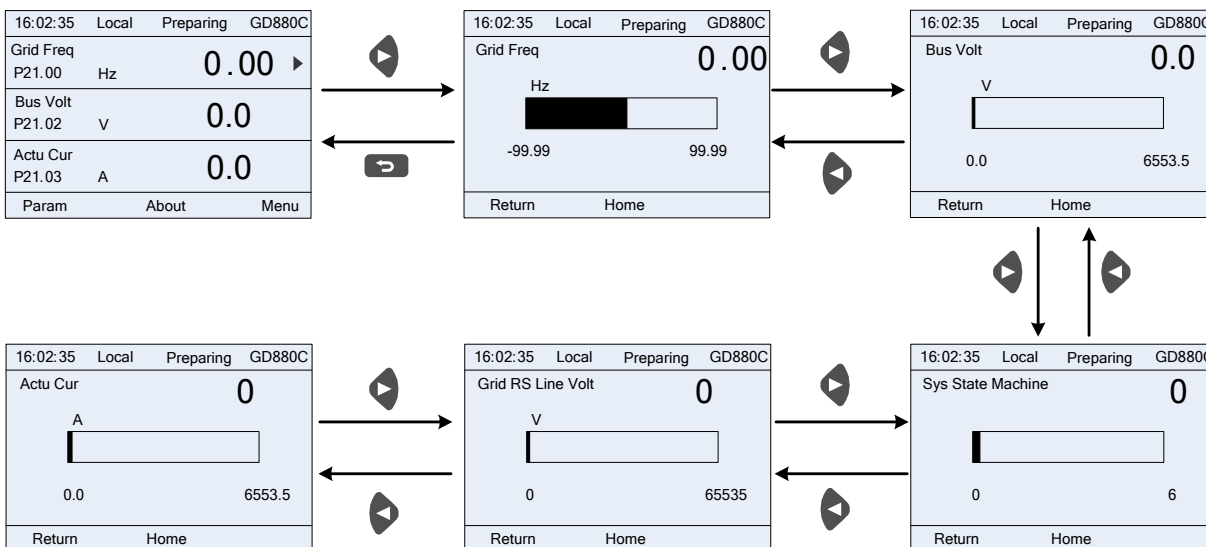 16:02:35 Local Preparing GD880C
Grid Freq
P21.00 Hz 0.00
Bus Volt
P21.02 V 0.0
Actu Cur
P21.03 A 0.0
Param About Menu
16:02:35 Local Preparing GD880C
Grid Freq 0.00
Hz
-99.99 99.99
Return Home
16:02:35 Local Preparing GD880C
Bus Volt 0.0
V
0.0 6553.5
Return Home
16:02:35 Local Preparing GD880C
Actu Cur 0
A
0.0 6553.5
Return Home
16:02:35 Local Preparing GD880C
Grid RS Line Volt 0
V
0 65535
Return Home
16:02:35 Local Preparing GD880C
Sys State Machine 0
0 6
Return Home